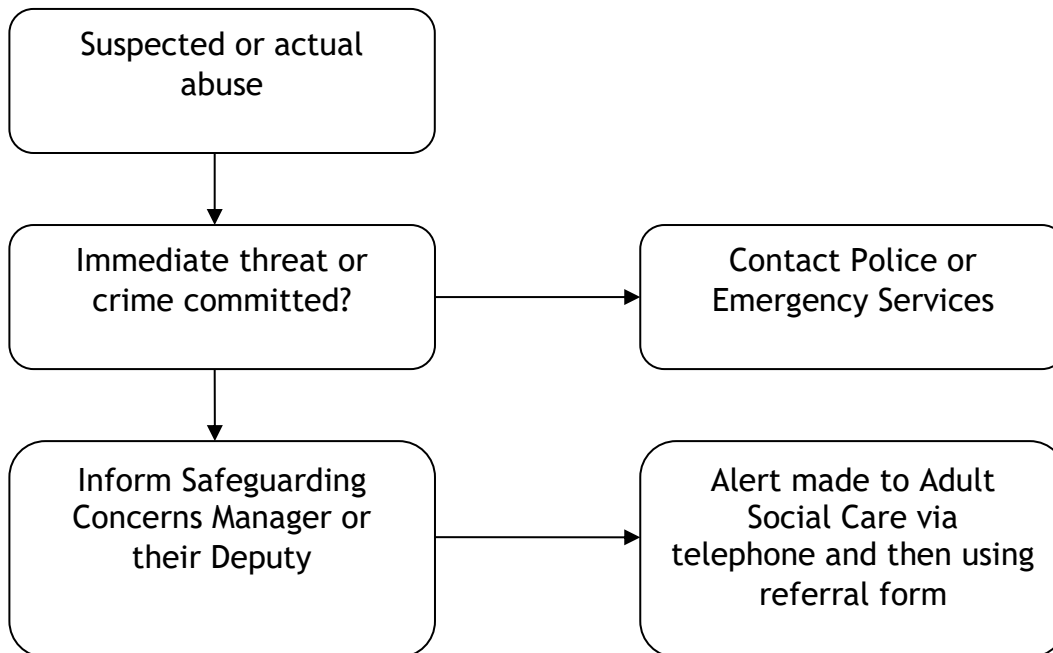 Suspected or actual
abuse
Immediate threat or
crime committed?
Contact Police or
Emergency Services
Inform Safeguarding
Concerns Manager or
their Deputy
Alert made to Adult
Social Care via
telephone and then using
referral form